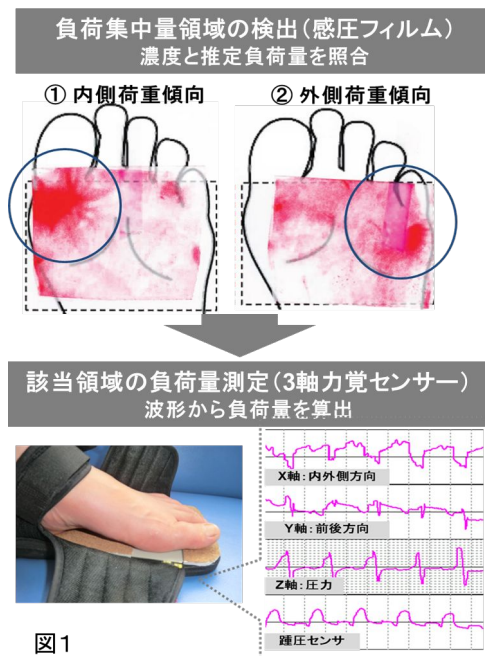 負荷集中量領域の検出(感圧フィルム)
濃度と推定負荷量を照合
① 内側荷重傾向
② 外側荷重傾向
該当領域の負荷量測定(3軸力覚センサー)
波形から負荷量を算出
X軸:内外側方向
Y軸:前後方向
Z軸:圧力
踵圧センサ
図1